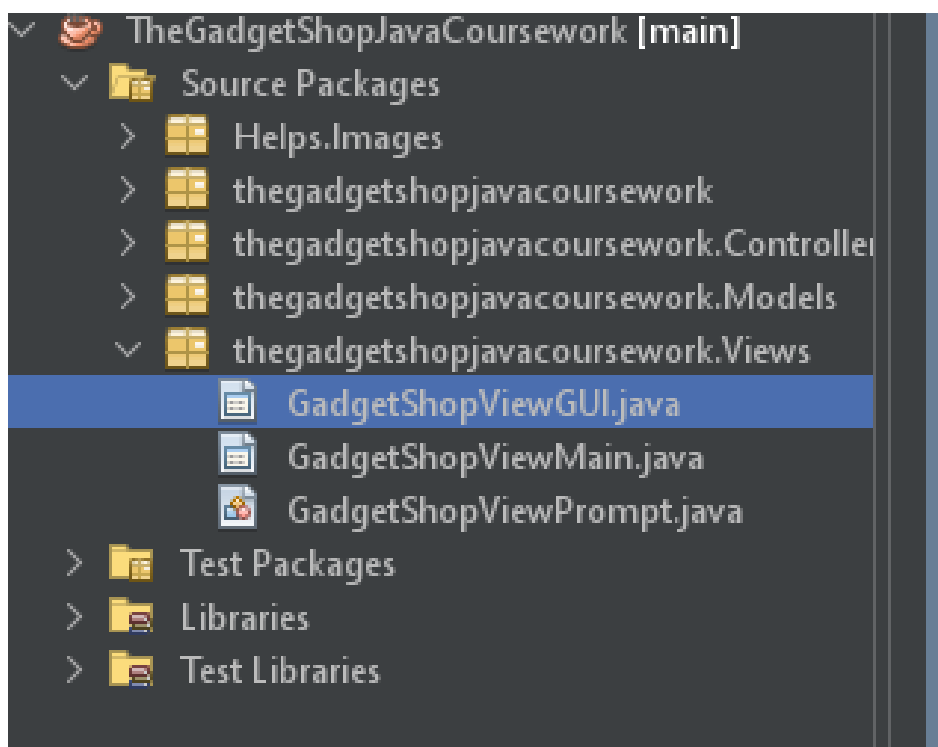 TheGadgetShopJavaCoursework [main]
Source Packages
Helps.Images
thegadgetshopjavacoursework
thegadgetshopjavacoursework.Controller
thegadgetshopjavacoursework.Models
thegadgetshopjavacoursework.Views
GadgetShopViewGUI.java
GadgetShopViewMain.java
GadgetShopViewPrompt.java
Test Packages
Libraries
Test Libraries